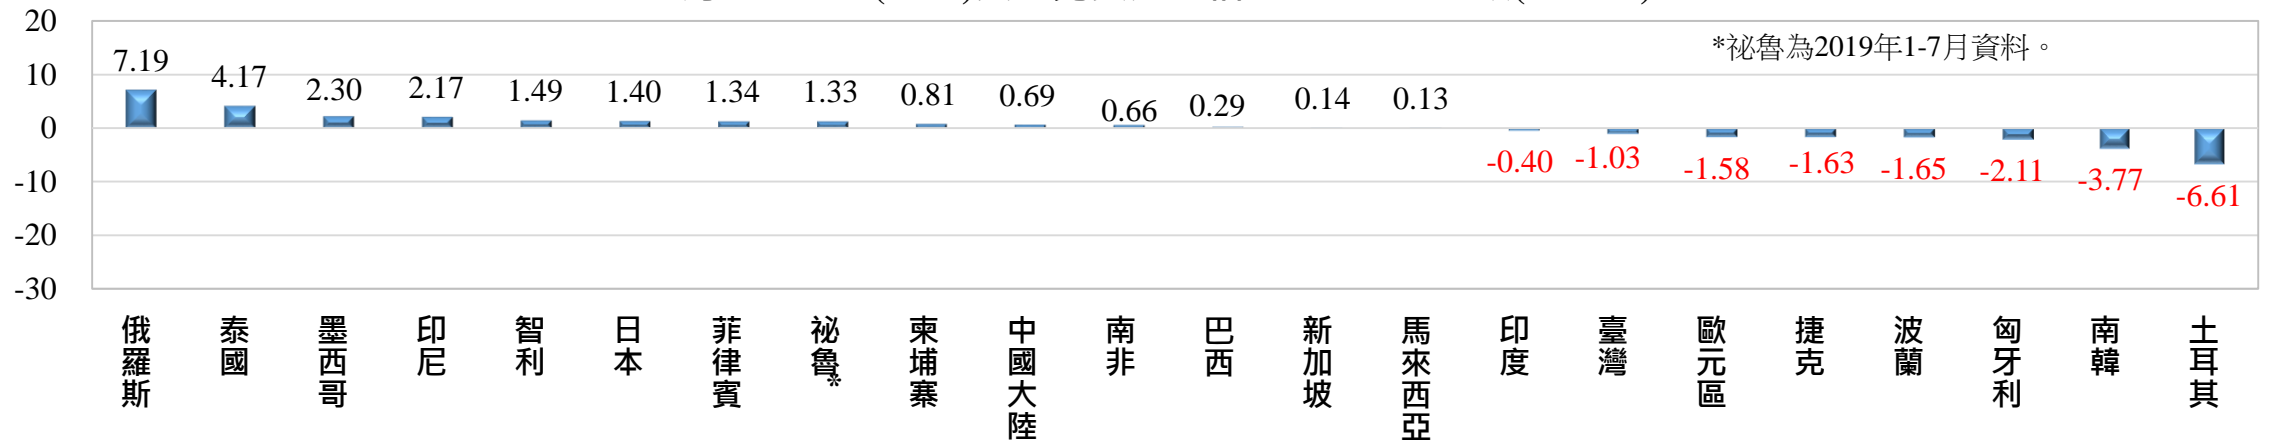 20
10
0
-10
-20
-30
*祕魯為2019年1-7月資料。
7.19
4.17
2.30
2.17
1.49
1.40
1.34
1.33
0.81
0.69
0.66
0.29
0.14
0.13
-0.40
-1.03
-1.58
-1.63
-1.65
-2.11
-3.77
-6.61
俄羅斯
泰國
墨西哥
印尼
智利
日本
菲律賓
祕魯*
柬埔寨
中國大陸
南非
巴西
新加坡
馬來西亞
印度
臺灣
歐元區
捷克
波蘭
匈牙利
南韓
土耳其